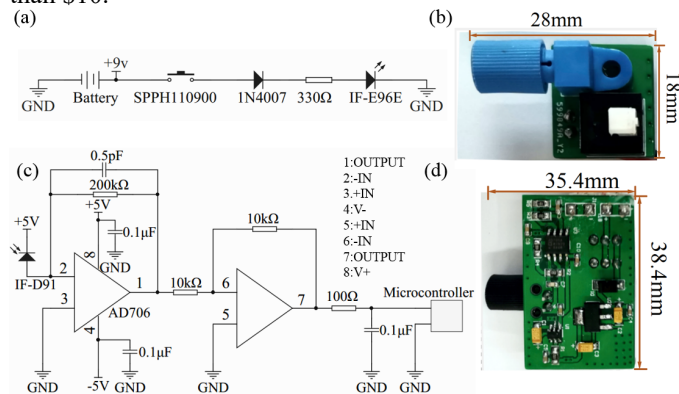 than $10.
(a)
+9v
GND
Battery
SPPH110900
1N4007
330Ω
IF-E96E
GND
(b)
28mm
18mm
(c)
0.5pF
200kΩ
+5V
+5V
0.1μF
GND
IF-D91
2
8
1
3
4
AD706
0.1μF
GND
-5V
GND
10kΩ
10kΩ
6
5
7
GND
100Ω
0.1μF
GND
Microcontroller
GND
1:OUTPUT
2:-IN
3.+IN
4:V-
5:+IN
6:-IN
7:OUTPUT
8:V+
(d)
35.4mm
38.4mm